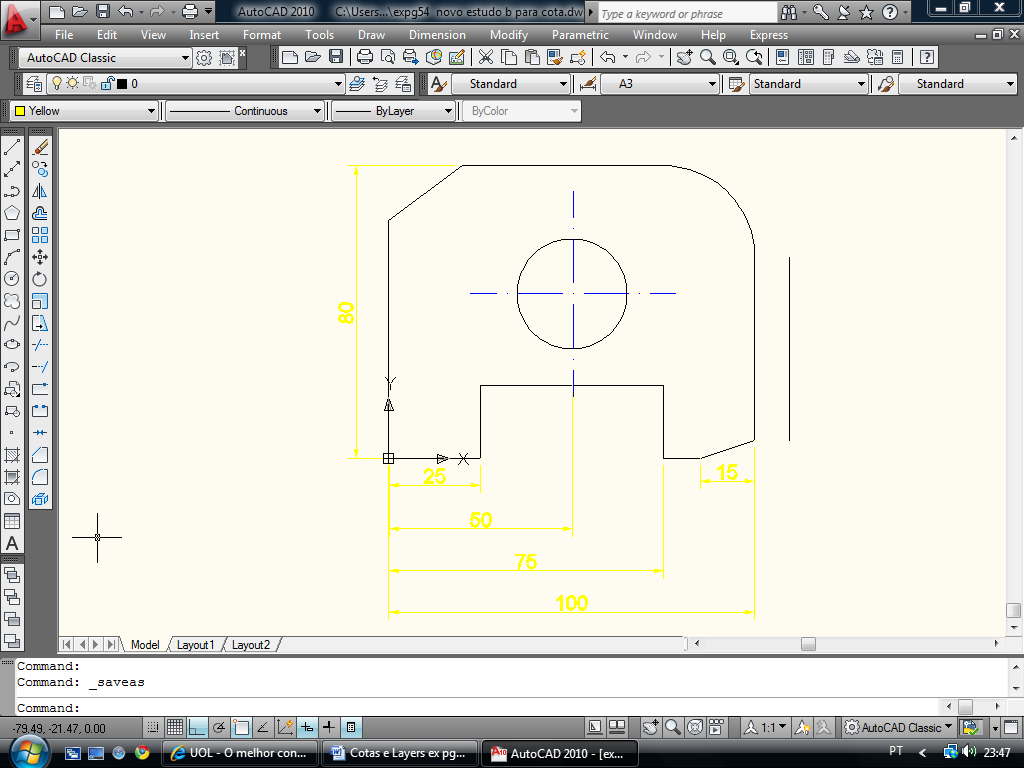 AutoCAD 2010 C:\Users...\expg54 novo estudo b para cota.dw
Type a keyword or phrase
File Edit View Insert Format Tools Draw Dimension Modify Parametric Window Help Express
AutoCAD Classic
0 Standard A3 Standard Standard
Yellow Continuous ByLayer ByColor
80
Y
X
25
15
50
75
100
A
Model Layout1 Layout2
Command:
Command: _saveas
Command:
-79.49, -21.47, 0.00 1:1 AutoCAD Classic
UOL - O melhor con... Cotas e Layers ex pg... AutoCAD 2010 - [ex... PT 23:47